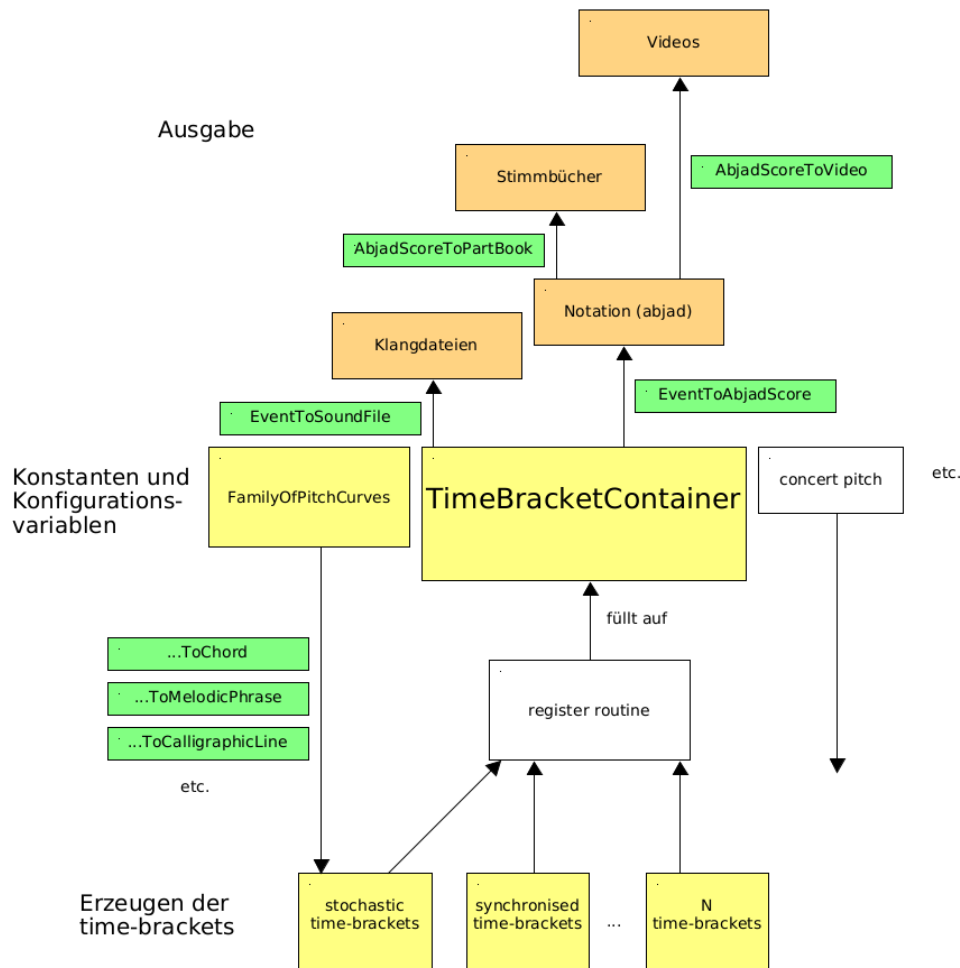 Videos
Ausgabe
AbjadScoreToVideo
Stimmbücher
AbjadScoreToPartBook
Notation (abjad)
Klangdateien
EventToAbjadScore
EventToSoundFile
Konstanten und
Konfigurations-
variablen
FamilyOfPitchCurves
TimeBracketContainer
concert pitch
etc.
füllt auf
...ToChord
...ToMelodicPhrase
...ToCalligraphicLine
etc.
register routine
Erzeugen der
time-brackets
stochastic
time-brackets
synchronised
time-brackets
...
N
time-brackets